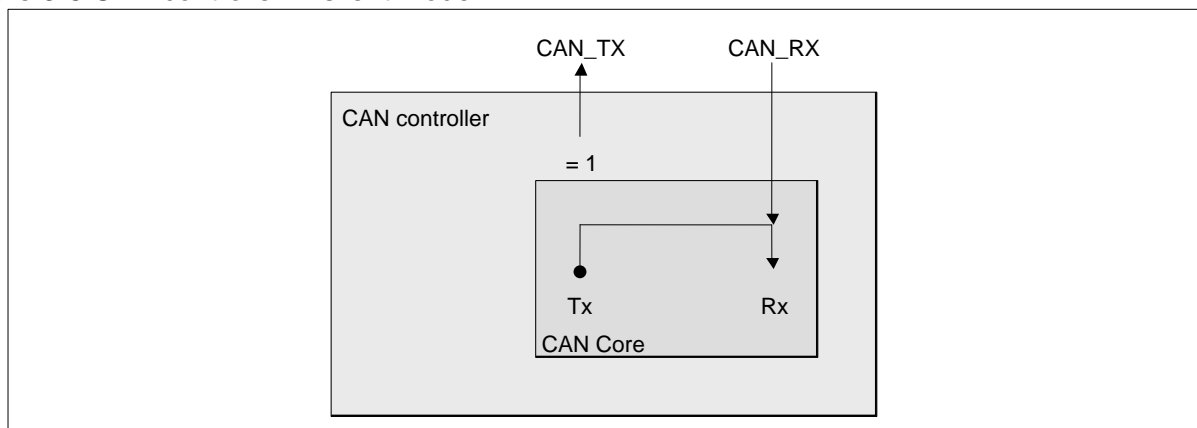 CAN_TX CAN_RX
CAN controller
= 1
Tx Rx
CAN Core